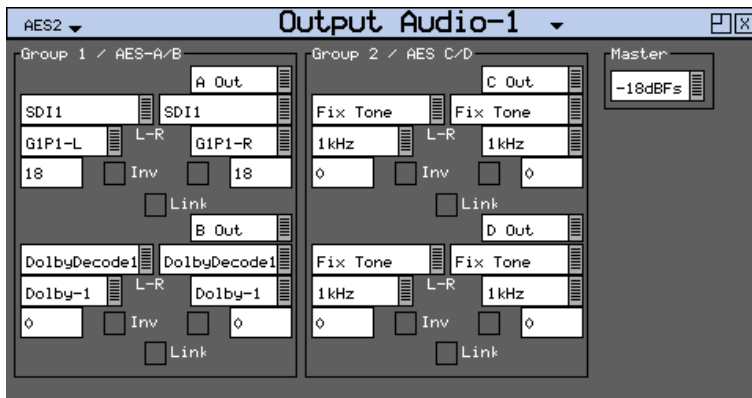 AES2 Output Audio-1
Group 1 / AES-A/B Group 2 / AES C/D Master
A Out C Out -18dBFs
SDI1 SDI1 Fix Tone Fix Tone
G1P1-L L-R G1P1-R 1kHz L-R 1kHz
18 Inv 18 0 Inv 0
Link Link
B Out D Out
DolbyDecode1 DolbyDecode1 Fix Tone Fix Tone
Dolby-1 L-R Dolby-1 1kHz L-R 1kHz
0 Inv 0 0 Inv 0
Link Link